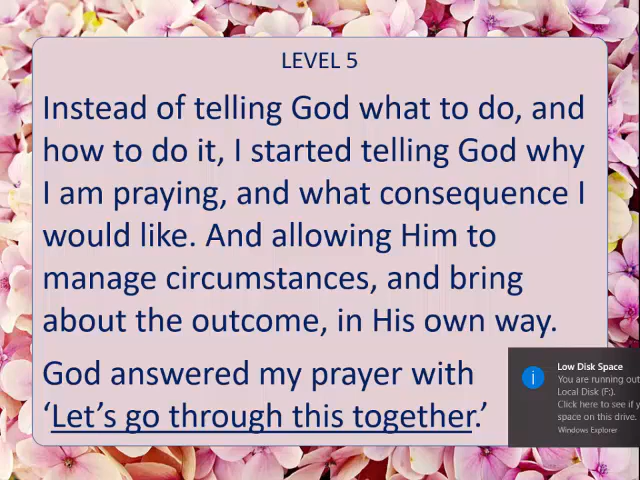 LEVEL 5
Instead of telling God what to do, and
how to do it, I started telling God why
I am praying, and what consequence I
would like. And allowing Him to
manage circumstances, and bring
about the outcome, in His own way.
God answered my prayer with
‘Let’s go through this together.’
Low Disk Space
You are running out
Local Disk (F:).
Click here to see if y
space on this drive.
Windows Explorer